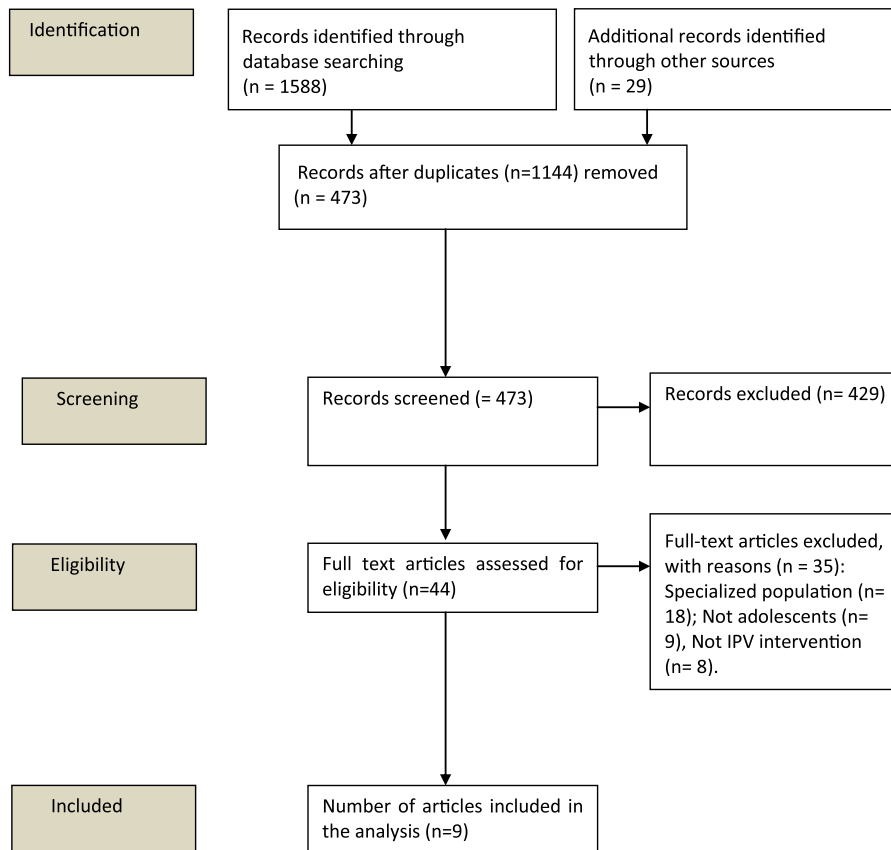 Identification
Records identified through
database searching
(n = 1588)
Additional records identified
through other sources
(n = 29)
Records after duplicates (n=1144) removed
(n = 473)
Screening
Records screened (= 473)
Records excluded (n= 429)
Eligibility
Full text articles assessed for
eligibility (n=44)
Full-text articles excluded,
with reasons (n = 35):
Specialized population (n=
18); Not adolescents (n=
9), Not IPV intervention
(n= 8).
Included
Number of articles included in
the analysis (n=9)